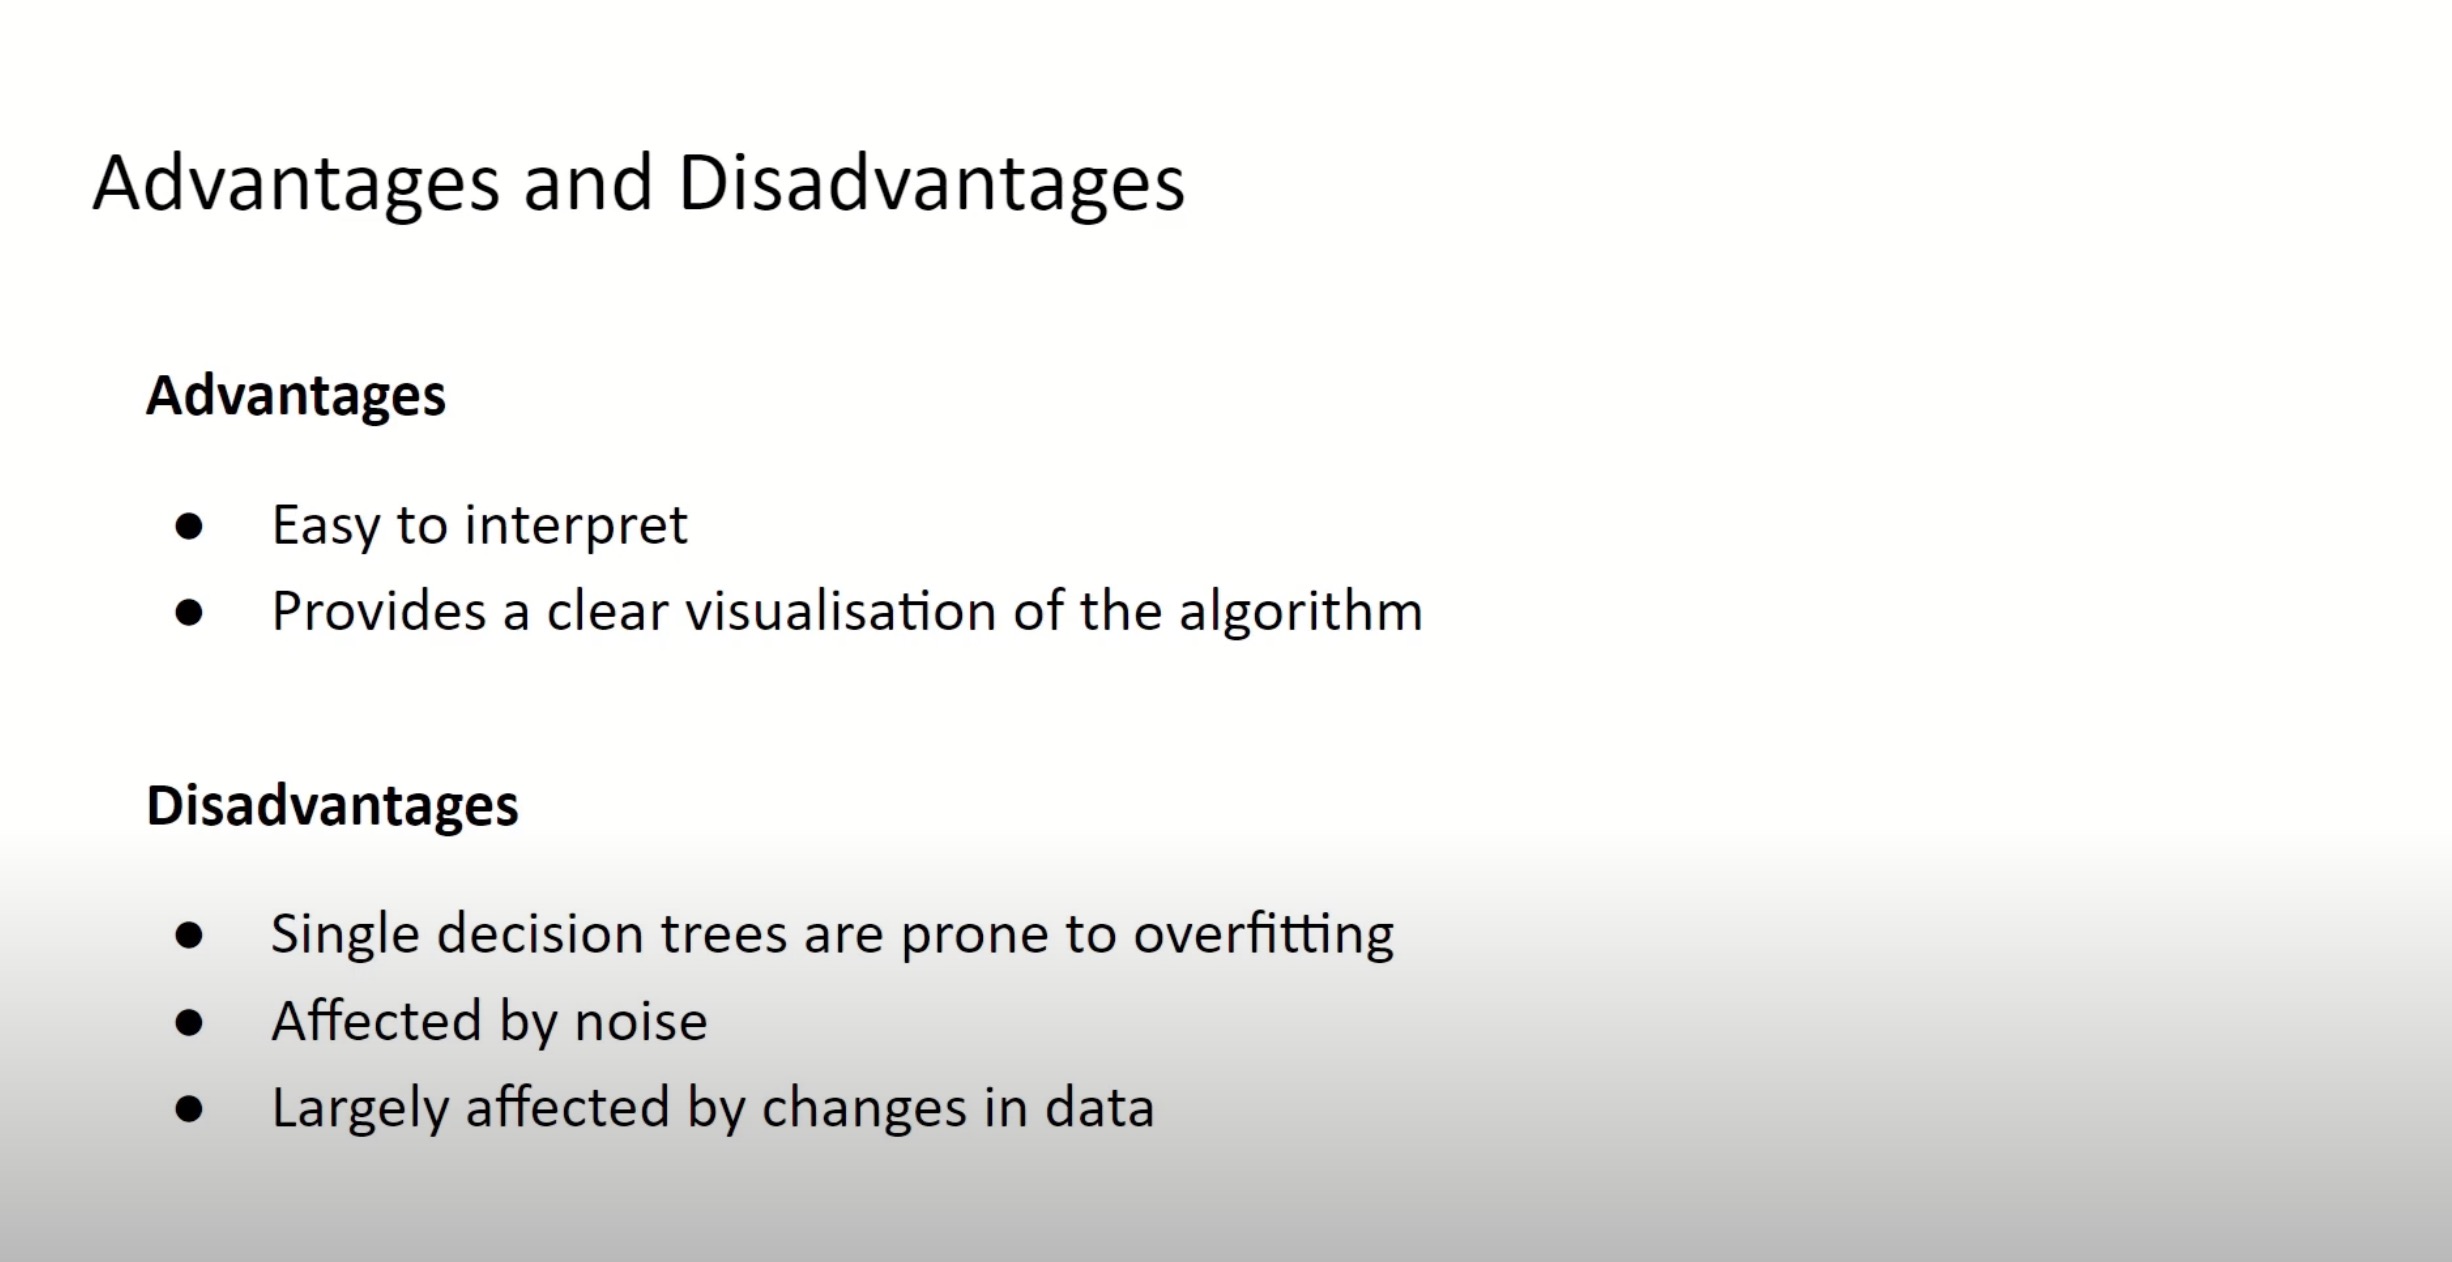 Advantages and Disadvantages
Advantages
● Easy to interpret
● Provides a clear visualisation of the algorithm
Disadvantages
● Single decision trees are prone to overfitting
● Affected by noise
● Largely affected by changes in data